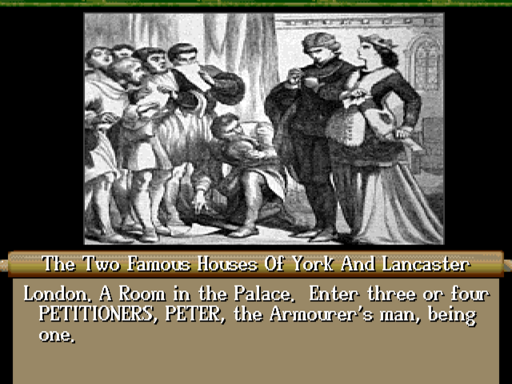 The Two Famous Houses Of York And Lancaster
London. A Room in the Palace. Enter three or four
PETITIONERS, PETER, the Armourer's man, being
one.